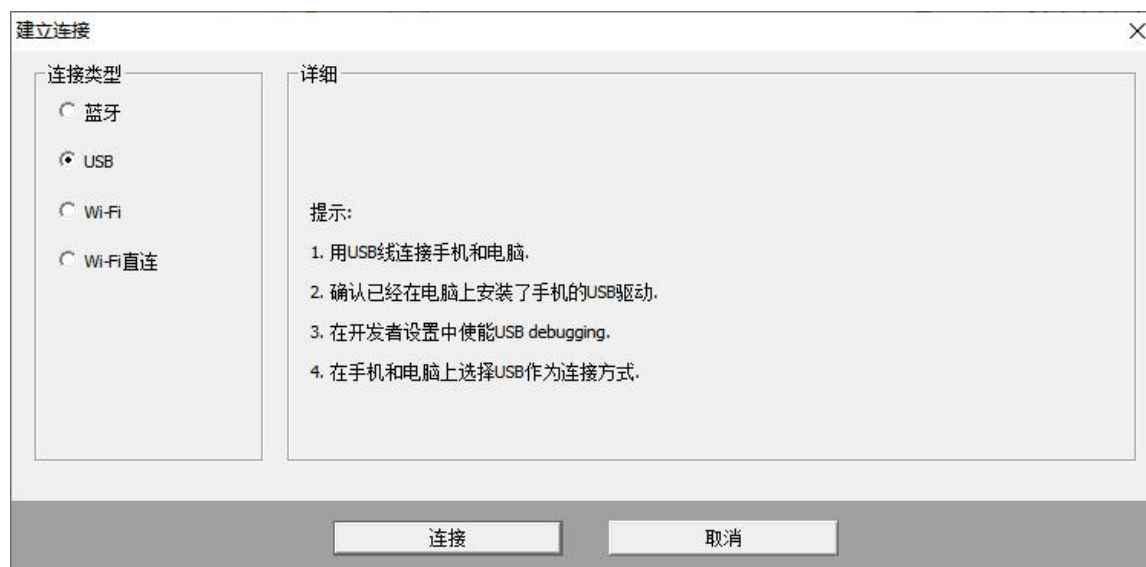 建立连接
连接类型
蓝牙
USB
Wi-Fi
Wi-Fi直连
详细
提示:
1. 用USB线连接手机和电脑.
2. 确认已经在电脑上安装了手机的USB驱动.
3. 在开发者设置中使能USB debugging.
4. 在手机和电脑上选择USB作为连接方式.
连接
取消